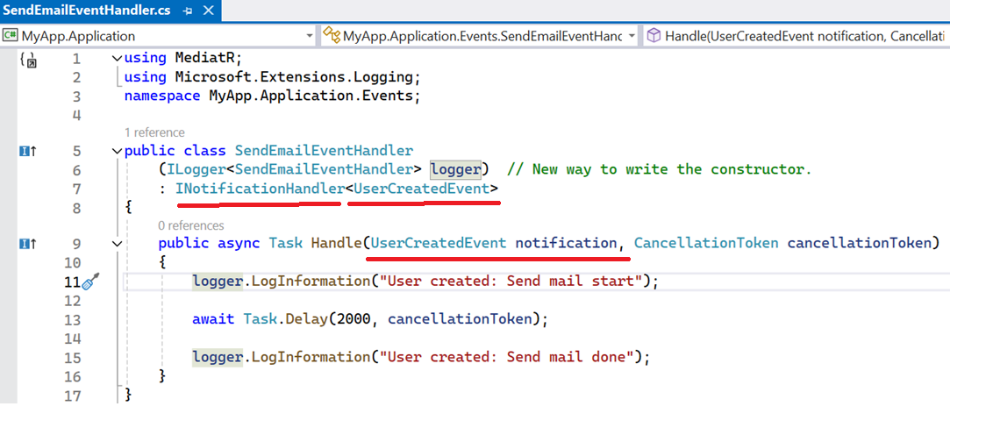 SendEmailEventHandler.cs
C# MyApp.Application MyApp.Application.Events.SendEmailEventHanc Handle(UserCreatedEvent notification, Cancellati
1 using MediatR;
2 using Microsoft.Extensions.Logging;
3 namespace MyApp.Application.Events;
4
1 reference
5 public class SendEmailEventHandler
6 (ILogger<SendEmailEventHandler> logger) // New way to write the constructor.
7 : INotificationHandler<UserCreatedEvent>
8 {
0 references
9 public async Task Handle(UserCreatedEvent notification, CancellationToken cancellationToken)
10 {
11 logger.LogInformation("User created: Send mail start");
12
13 await Task.Delay(2000, cancellationToken);
14
15 logger.LogInformation("User created: Send mail done");
16 }
17 }